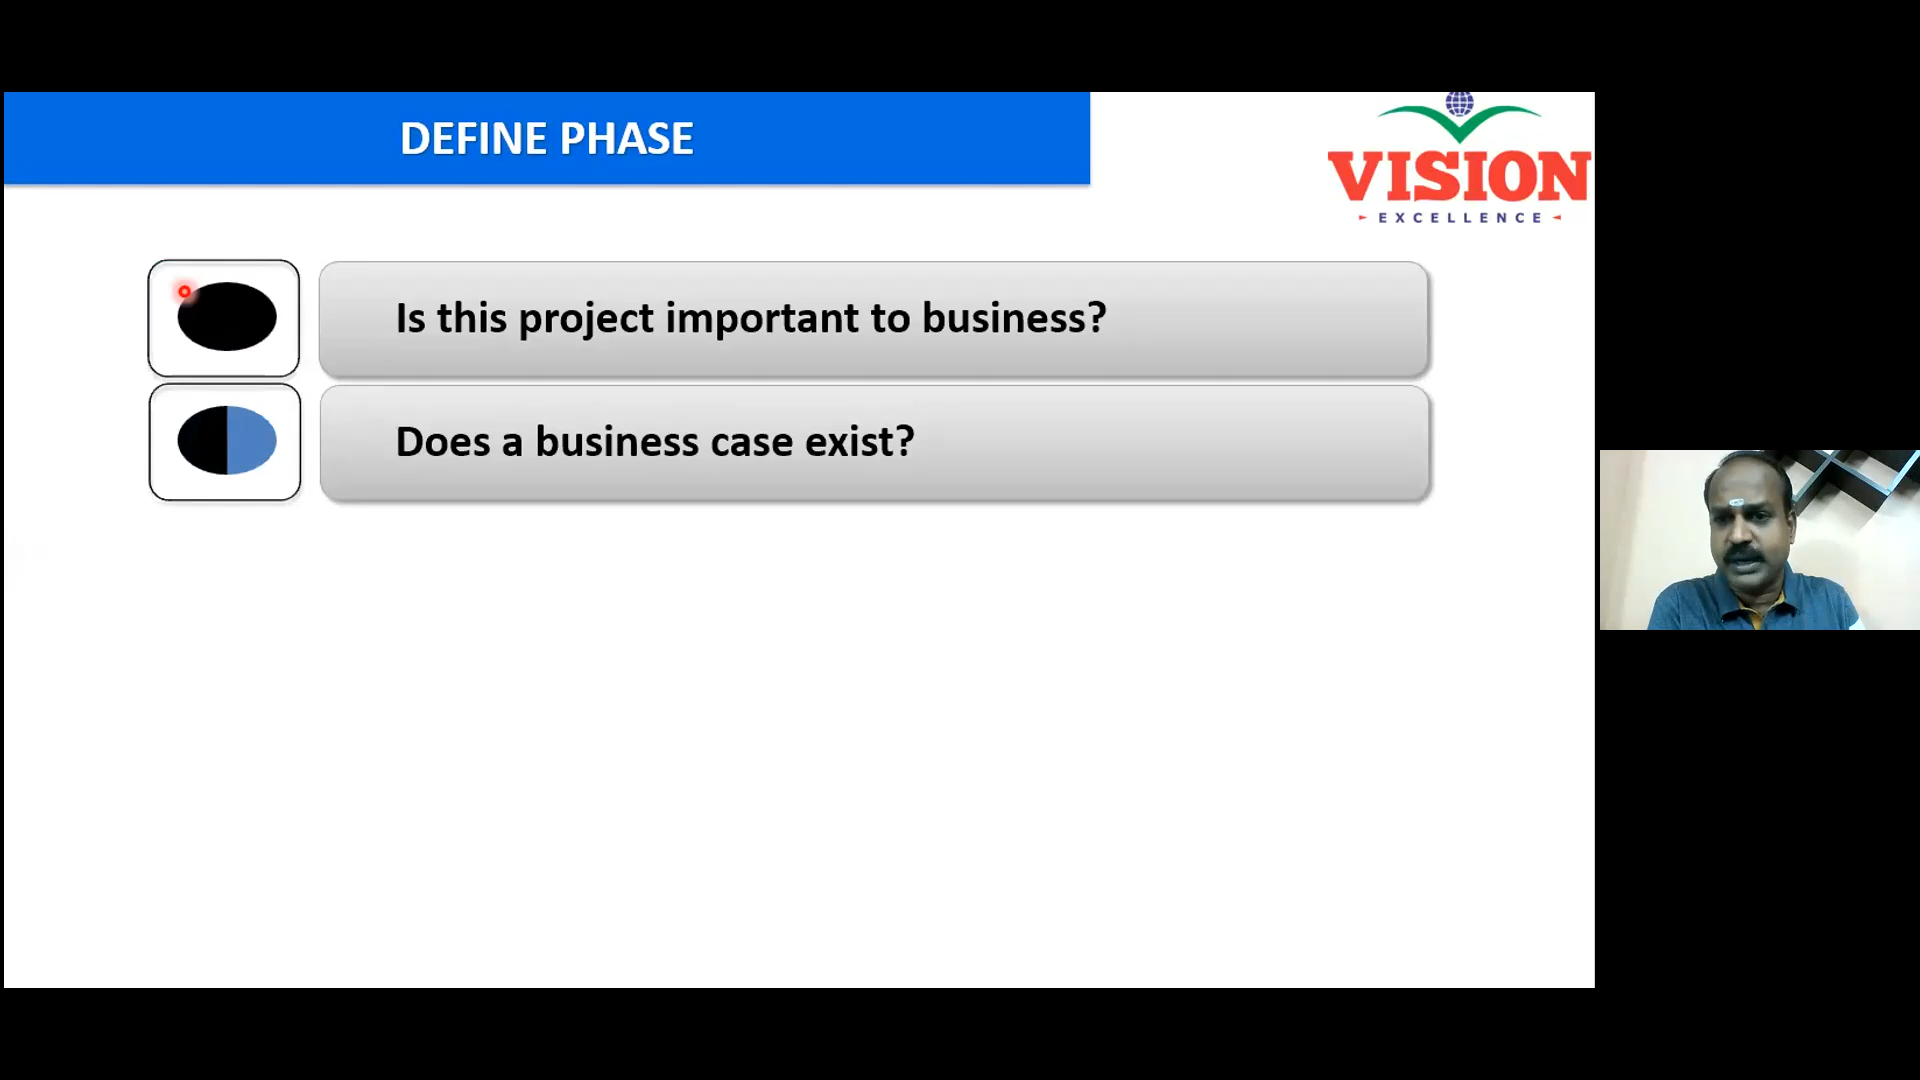 DEFINE PHASE
VISION
EXCELLENCE
Is this project important to business?
Does a business case exist?